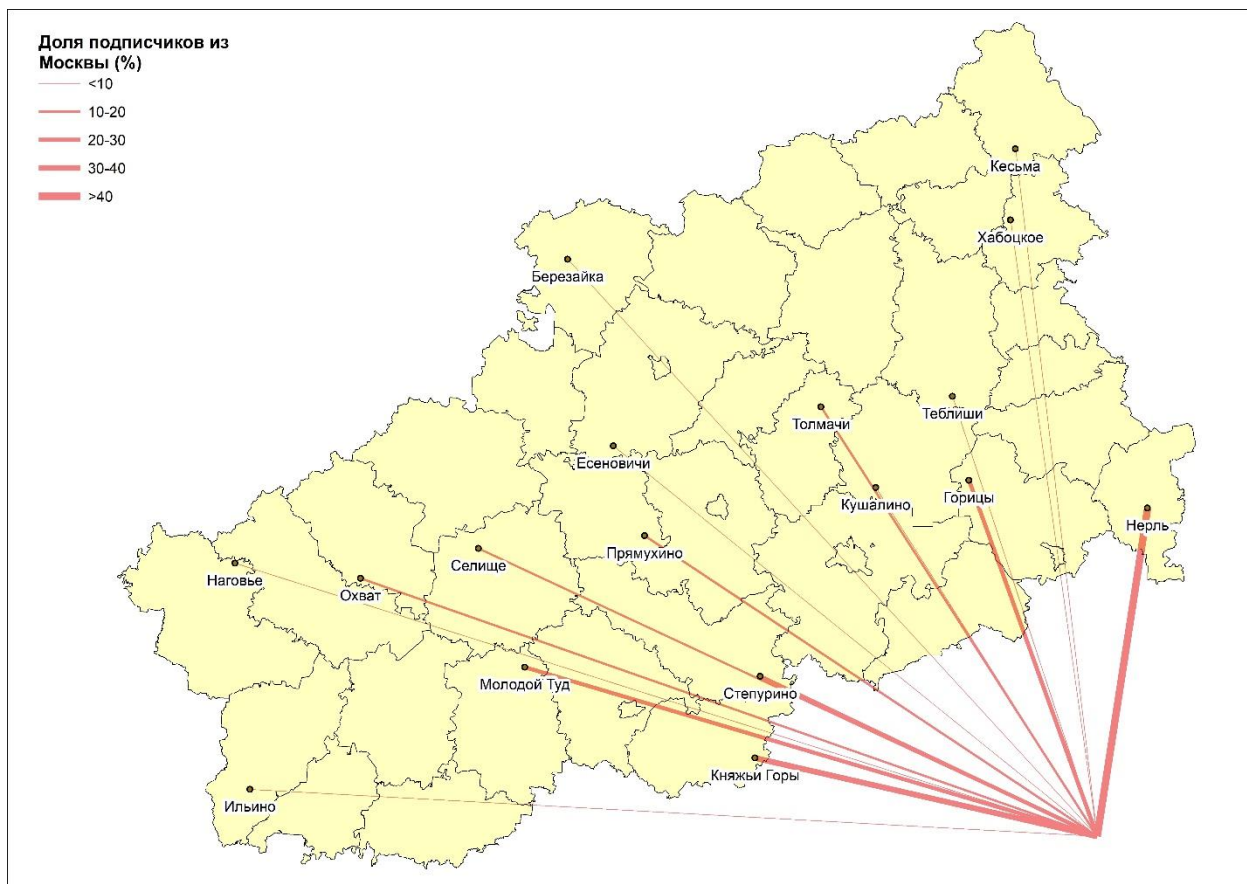 Доля подписчиков из
Москвы (%)
<10
10-20
20-30
30-40
>40
Кесьма
Хабоцкое
Березайка
Толмачи
Теблиши
Есеновичи
Кушалино
Горицы
Нерль
Прямухино
Селище
Наговье
Охват
Степурино
Молодой Туд
Княжьи Горы
Ильино